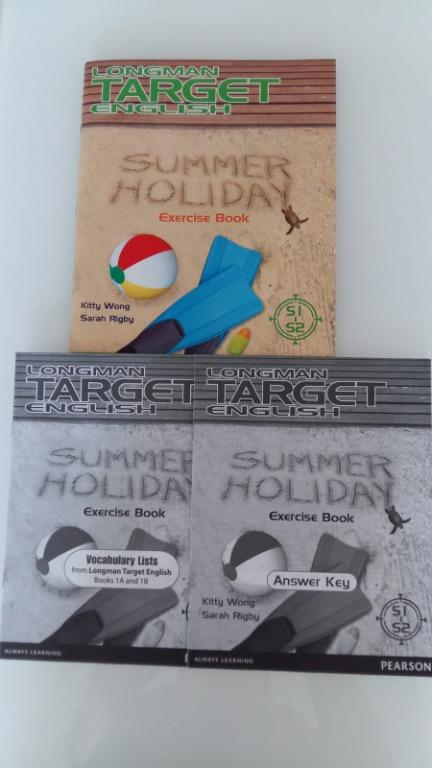 LONGMAN
TARGET
ENGLISH
SUMMER
HOLIDAY
Exercise Book
Kitty Wong
Sarah Rigby
S1
S2
LONGMAN
TARGET
ENGLISH
SUMMER
HOLIDAY
Exercise Book
Vocabulary Lists
from Longman Target English
Books 1A and 1B
ALWAYS LEARNING
LONGMAN
TARGET
ENGLISH
SUMMER
HOLIDAY
Exercise Book
Answer Key
Kitty Wong
Sarah Rigby
S1
S2
ALWAYS LEARNING
PEARSON